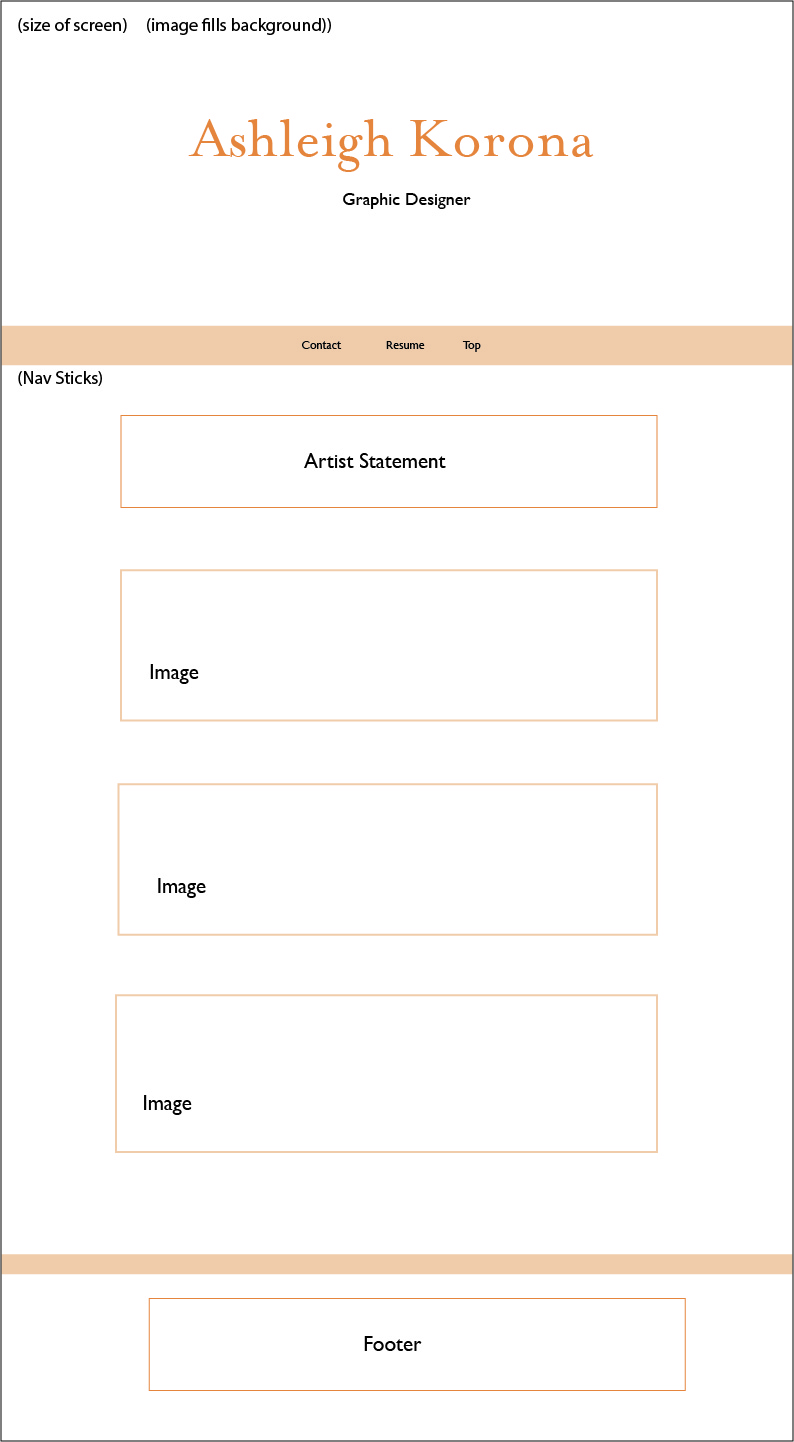 (size of screen) (image fills background))
Ashleigh Korona
Graphic Designer
Contact Resume Top
(Nav Sticks)
Artist Statement
Image
Image
Image
Footer